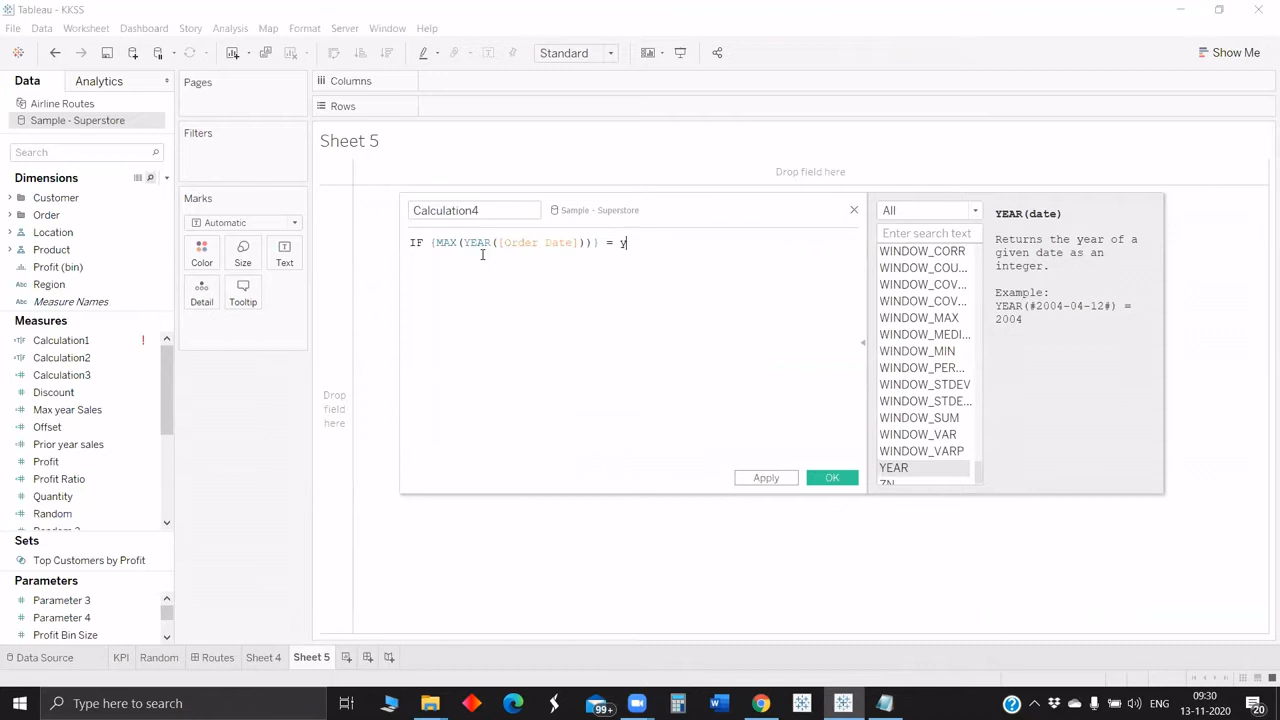 Tableau - KKSS
File Data Worksheet Dashboard Story Analysis Map Format Server Window Help
Standard
Show Me
Data Analytics
Airline Routes
Sample - Superstore
Search
Dimensions
Customer
Order
Location
Product
Profit (bin)
Abc Region
Abc Measure Names
Measures
Calculation1 !
Calculation2
Calculation3
Discount
Max year Sales
Offset
Prior year sales
Profit
Profit Ratio
Quantity
Random
Sets
Top Customers by Profit
Parameters
Parameter 3
Parameter 4
Profit Bin Size
Pages
Filters
Marks
Automatic
Color Size Text
Detail Tooltip
Columns
Rows
Sheet 5
Drop field here
Drop
field
here
Calculation4 Sample - Superstore
IF {MAX(YEAR([Order Date]))} = y
Apply OK
All
Enter search text
WINDOW_CORR
WINDOW_COU...
WINDOW_COV...
WINDOW_COV...
WINDOW_MAX
WINDOW_MEDI...
WINDOW_MIN
WINDOW_PER...
WINDOW_STDEV
WINDOW_STDE...
WINDOW_SUM
WINDOW_VAR
WINDOW_VARP
YEAR
ZN
YEAR(date)
Returns the year of a
given date as an
integer.
Example:
YEAR(#2004-04-12#) =
2004
Data Source KPI Random Routes Sheet 4 Sheet 5
Type here to search
99+
ENG
09:30
13-11-2020
20